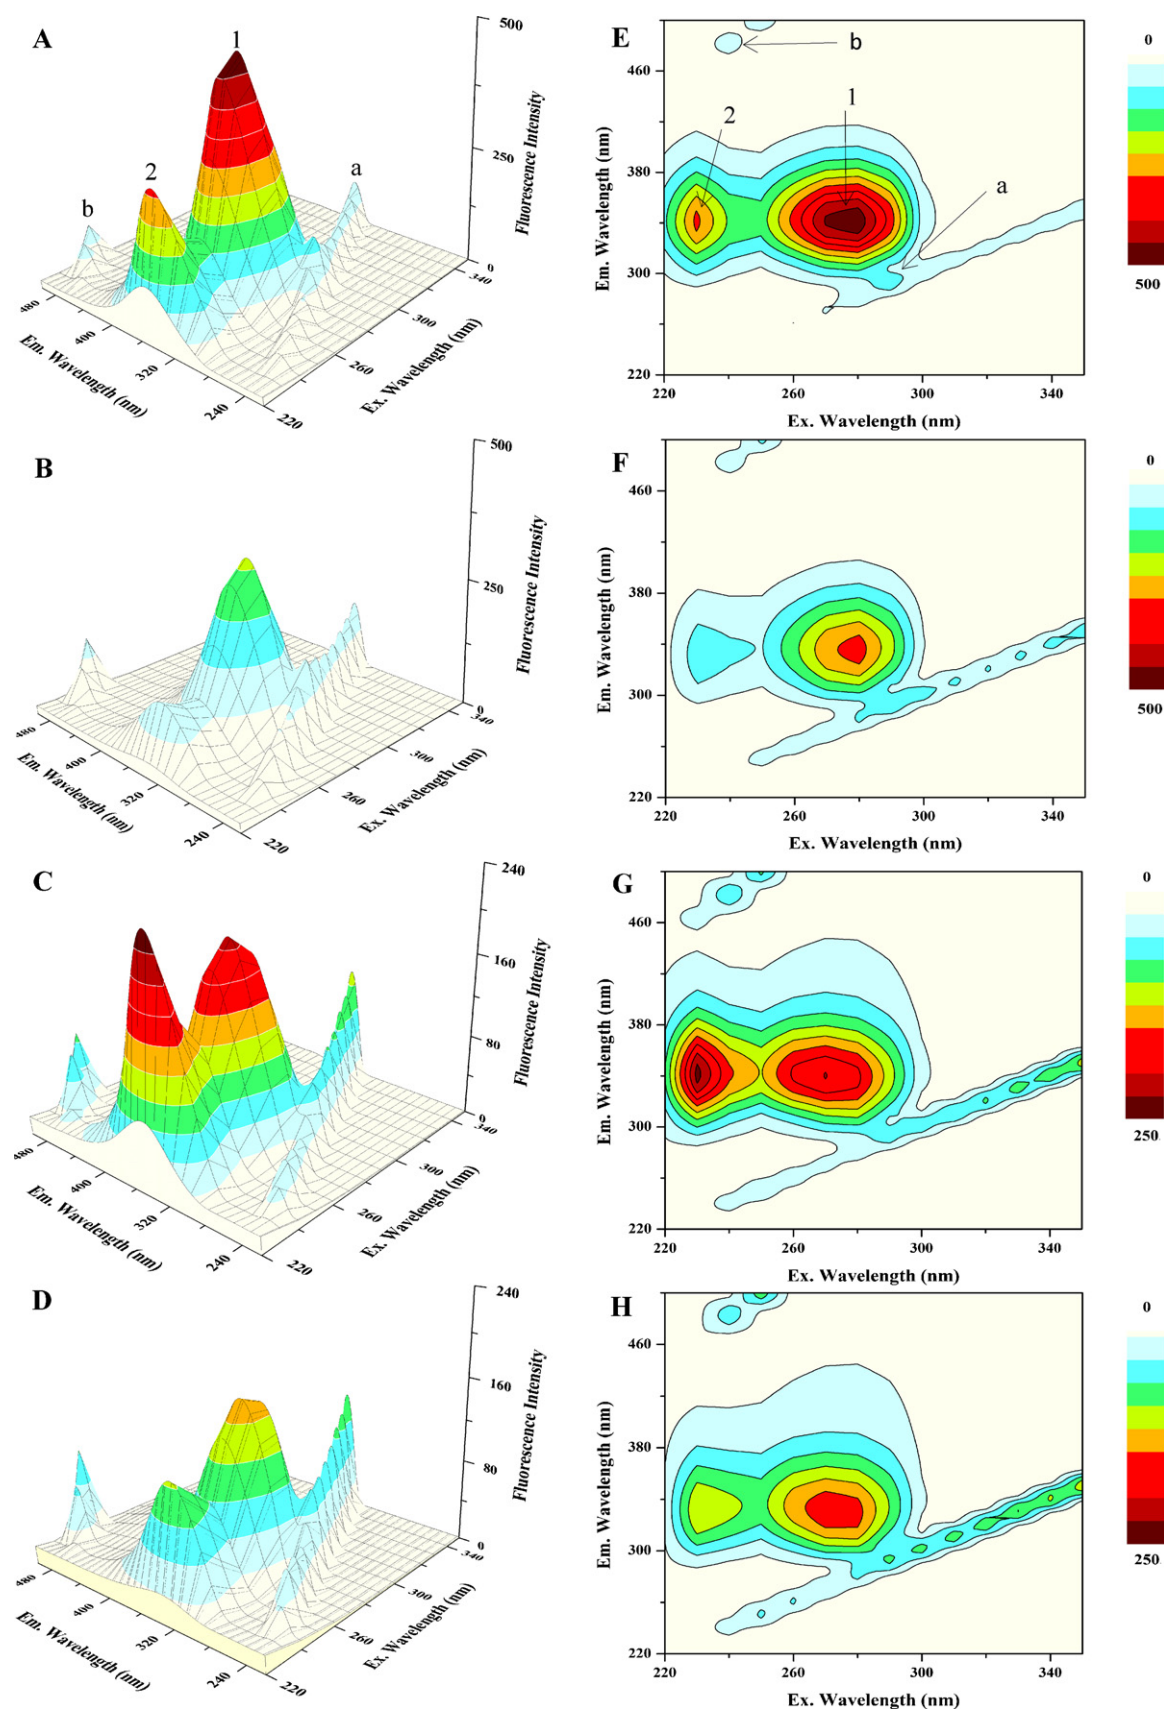 A
1
2
a
b
500
250
0
Fluorescence Intensity
480
400
320
240
Em. Wavelength (nm)
220
260
300
340
Ex. Wavelength (nm)
E
b
1
2
a
460
380
300
220
Em. Wavelength (nm)
220
260
300
340
Ex. Wavelength (nm)
0
500
B
500
250
0
Fluorescence Intensity
480
400
320
240
Em. Wavelength (nm)
220
260
300
340
Ex. Wavelength (nm)
F
460
380
300
220
Em. Wavelength (nm)
220
260
300
340
Ex. Wavelength (nm)
0
500
C
240
160
80
0
Fluorescence Intensity
480
400
320
240
Em. Wavelength (nm)
220
260
300
340
Ex. Wavelength (nm)
G
460
380
300
220
Em. Wavelength (nm)
220
260
300
340
Ex. Wavelength (nm)
0
250
D
240
160
80
0
Fluorescence Intensity
480
400
320
240
Em. Wavelength (nm)
220
260
300
340
Ex. Wavelength (nm)
H
460
380
300
220
Em. Wavelength (nm)
220
260
300
340
Ex. Wavelength (nm)
0
250